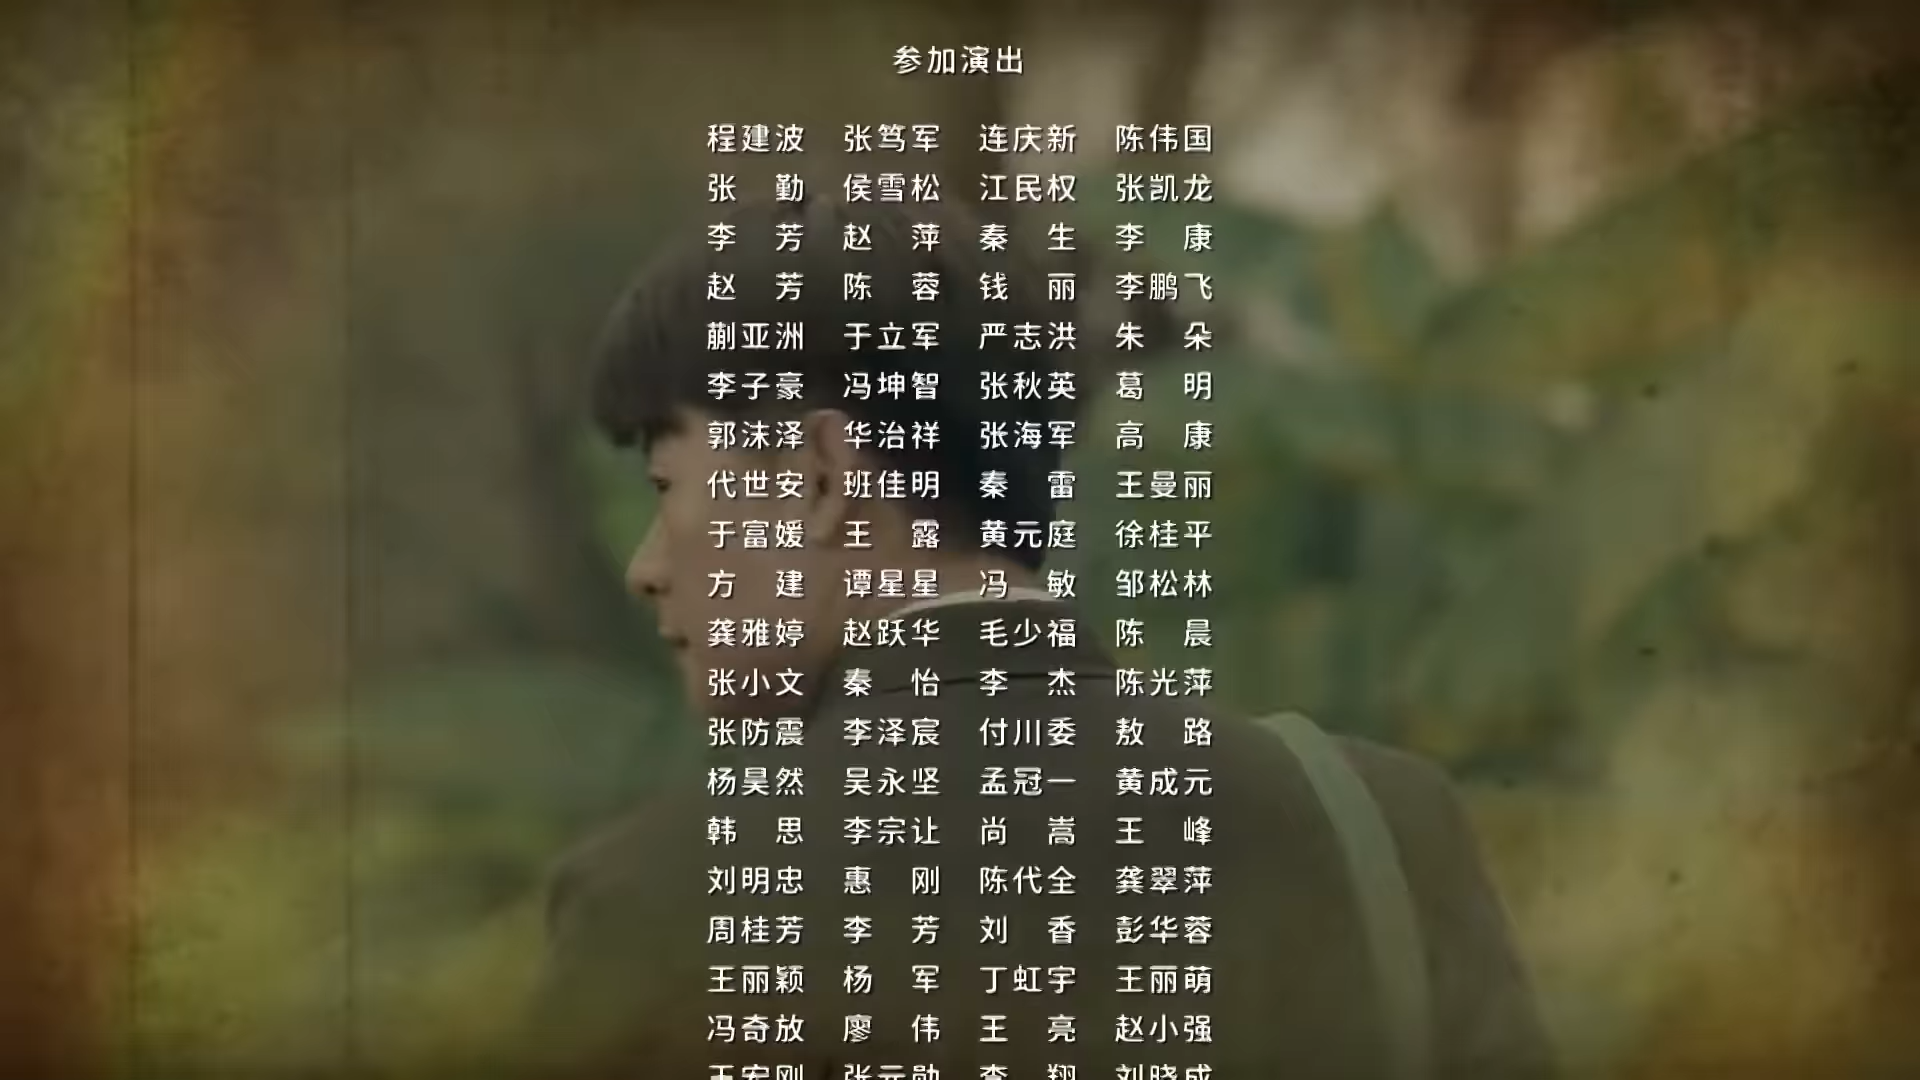 参加演出
程建波 张笃军 连庆新 陈伟国
张 勤 侯雪松 江民权 张凯龙
李 芳 赵 萍 秦 生 李 康
赵 芳 陈 蓉 钱 丽 李鹏飞
蒯亚洲 于立军 严志洪 朱 朵
李子豪 冯坤智 张秋英 葛 明
郭沫泽 华治祥 张海军 高 康
代世安 班佳明 秦 雷 王曼丽
于富媛 王 露 黄元庭 徐桂平
方 建 谭星星 冯 敏 邹松林
龚雅婷 赵跃华 毛少福 陈 晨
张小文 秦 怡 李 杰 陈光萍
张防震 李泽宸 付川委 敖 路
杨昊然 吴永坚 孟冠一 黄成元
韩 思 李宗让 尚 嵩 王 峰
刘明忠 惠 刚 陈代全 龚翠萍
周桂芳 李 芳 刘 香 彭华蓉
王丽颖 杨 军 丁虹宇 王丽萌
冯奇放 廖 伟 王 亮 赵小强
张元勋 李 翔 刘晓成